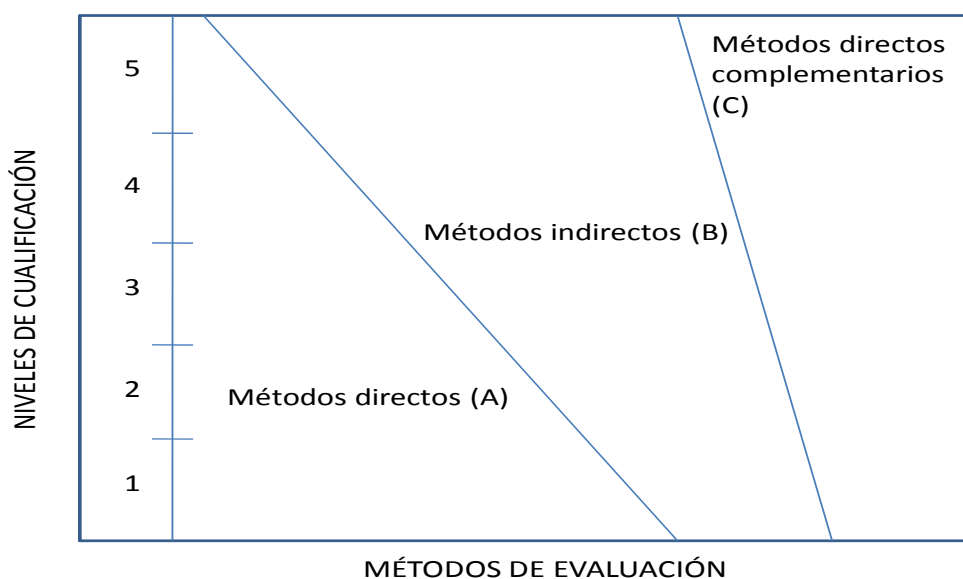 Métodos directos
complementarios
(C)
5
4
Métodos indirectos (B)
3
2
Métodos directos (A)
1
NIVELES DE CUALIFICACIÓN
MÉTODOS DE EVALUACIÓN